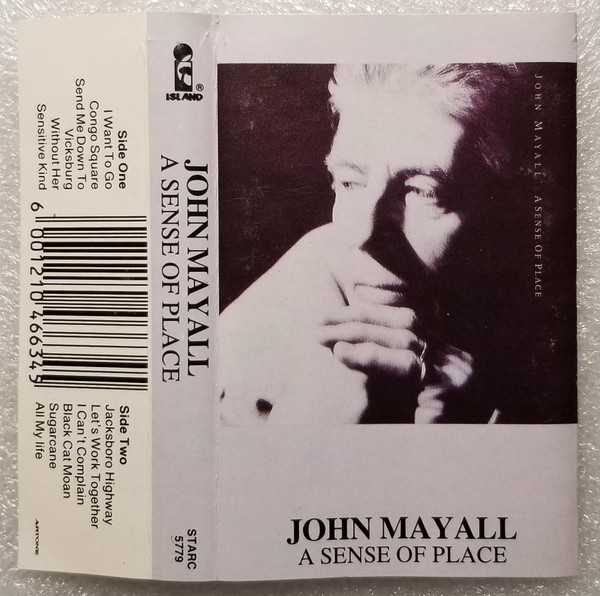 Side One
I Want To Go
Congo Square
Send Me Down To
Vicksburg
Without Her
Sensitive Kind
6 001210 466345
Side Two
Jacksboro Highway
Let's Work Together
I Can't Complain
Black Cat Moan
Sugarcane
All My life
ARTONE
®
ISLAND
JOHN MAYALL
A SENSE OF PLACE
STARC
5779
JOHN MAYALL A SENSE OF PLACE
JOHN MAYALL
A SENSE OF PLACE